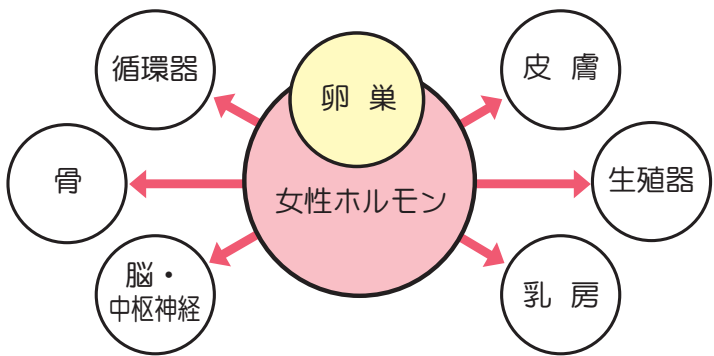 循環器
卵巣
皮膚
骨
女性ホルモン
生殖器
脳・
中枢神経
乳房